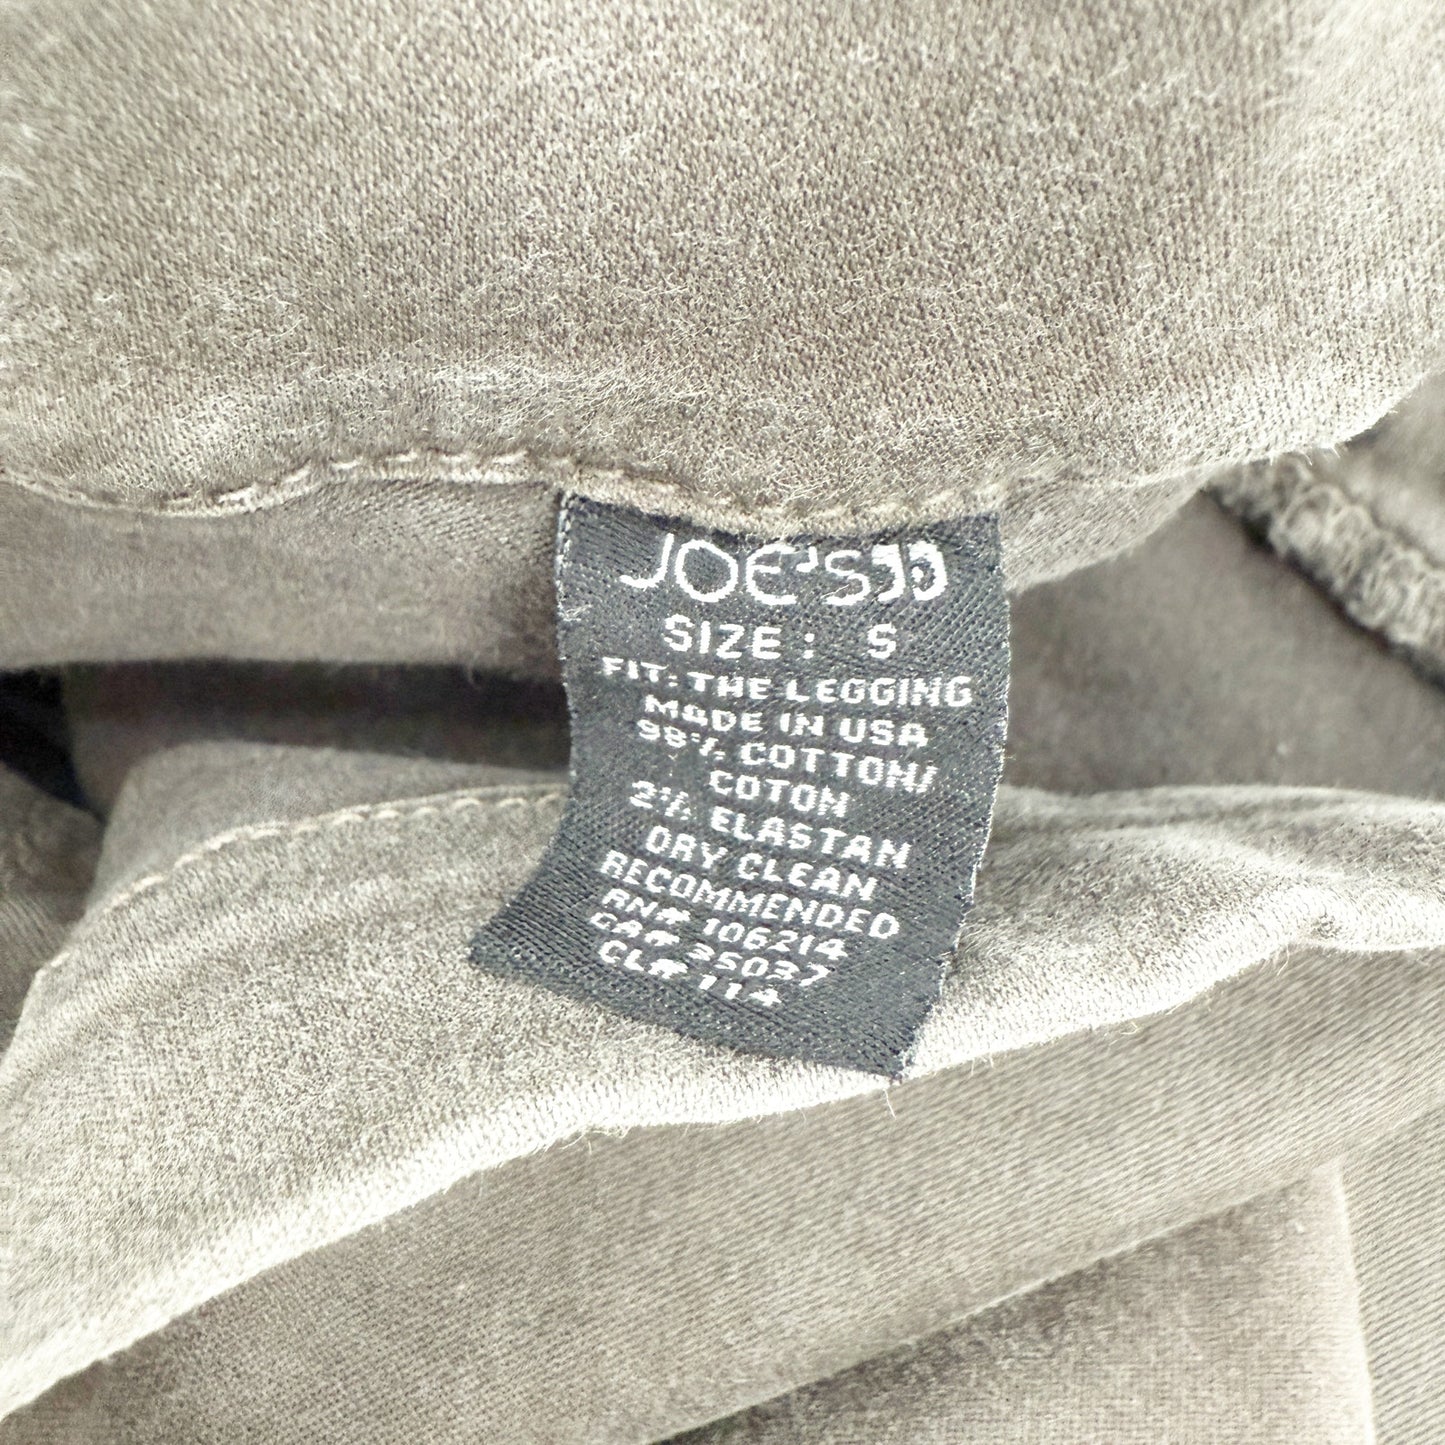 JOE'S
SIZE: S
FIT: THE LEGGING
MADE IN USA
98% COTTON/
COTON
2% ELASTAN
DRY CLEAN
RECOMMENDED
RN# 106214
CA# 35037
CL# 114